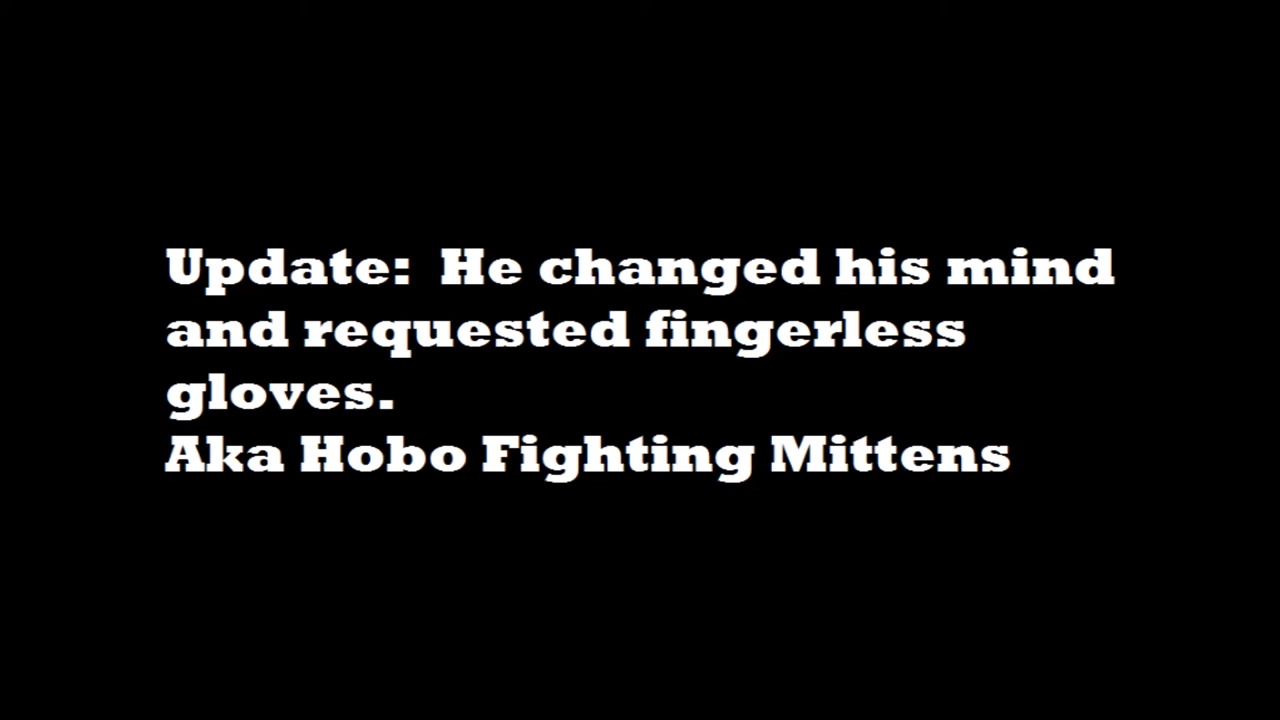 Update:  He changed his mind
and requested fingerless
gloves.
Aka Hobo Fighting Mittens